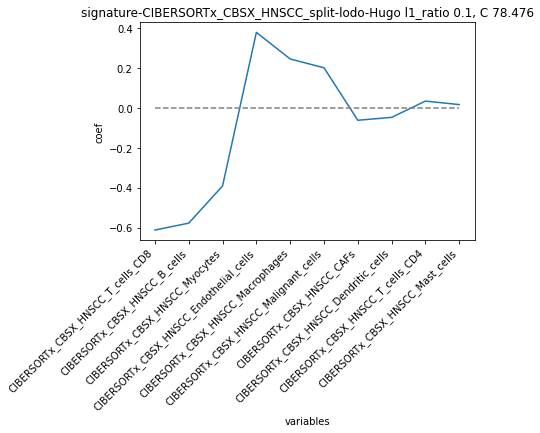 signature-CIBERSORTx_CBSX_HNSCC_split-lodo-Hugo l1_ratio 0.1, C 78.476
0.4
0.2
0.0
−0.2
−0.4
−0.6
coef
CIBERSORTx_CBSX_HNSCC_T_cells_CD8
CIBERSORTx_CBSX_HNSCC_B_cells
CIBERSORTx_CBSX_HNSCC_Myocytes
CIBERSORTx_CBSX_HNSCC_Endothelial_cells
CIBERSORTx_CBSX_HNSCC_Macrophages
CIBERSORTx_CBSX_HNSCC_Malignant_cells
CIBERSORTx_CBSX_HNSCC_CAFs
CIBERSORTx_CBSX_HNSCC_Dendritic_cells
CIBERSORTx_CBSX_HNSCC_T_cells_CD4
CIBERSORTx_CBSX_HNSCC_Mast_cells
variables